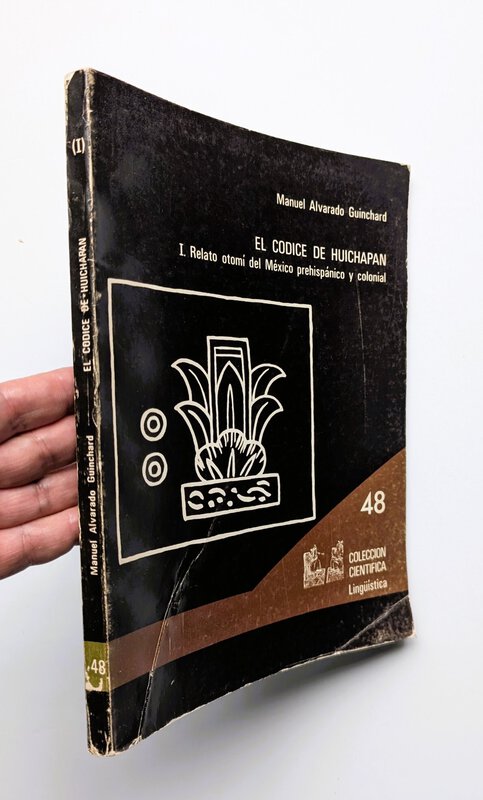 Manuel Alvarado Guinchard
EL CODICE DE HUICHAPAN
I. Relato otomí del México prehispánico y colonial
48
COLECCION
CIENTIFICA
Lingüística
(I)
EL CODICE DE HUICHAPAN
Manuel Alvarado Guinchard
48